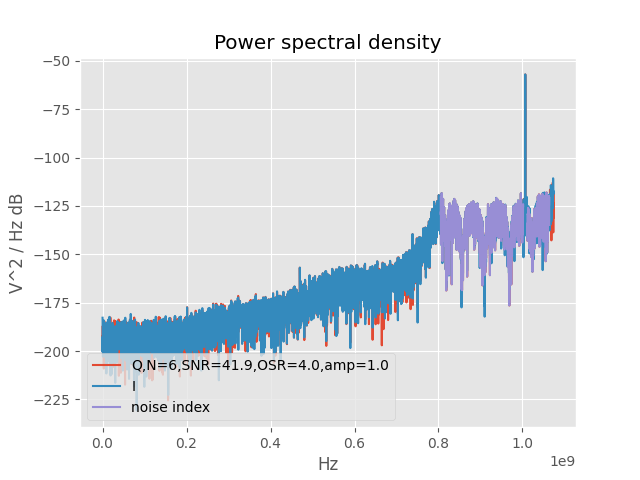 Power spectral density
V^2 / Hz dB
−50
−75
−100
−125
−150
−175
−200
−225
Q,N=6,SNR=41.9,OSR=4.0,amp=1.0
I
noise index
0.0 0.2 0.4 0.6 0.8 1.0
1e9
Hz